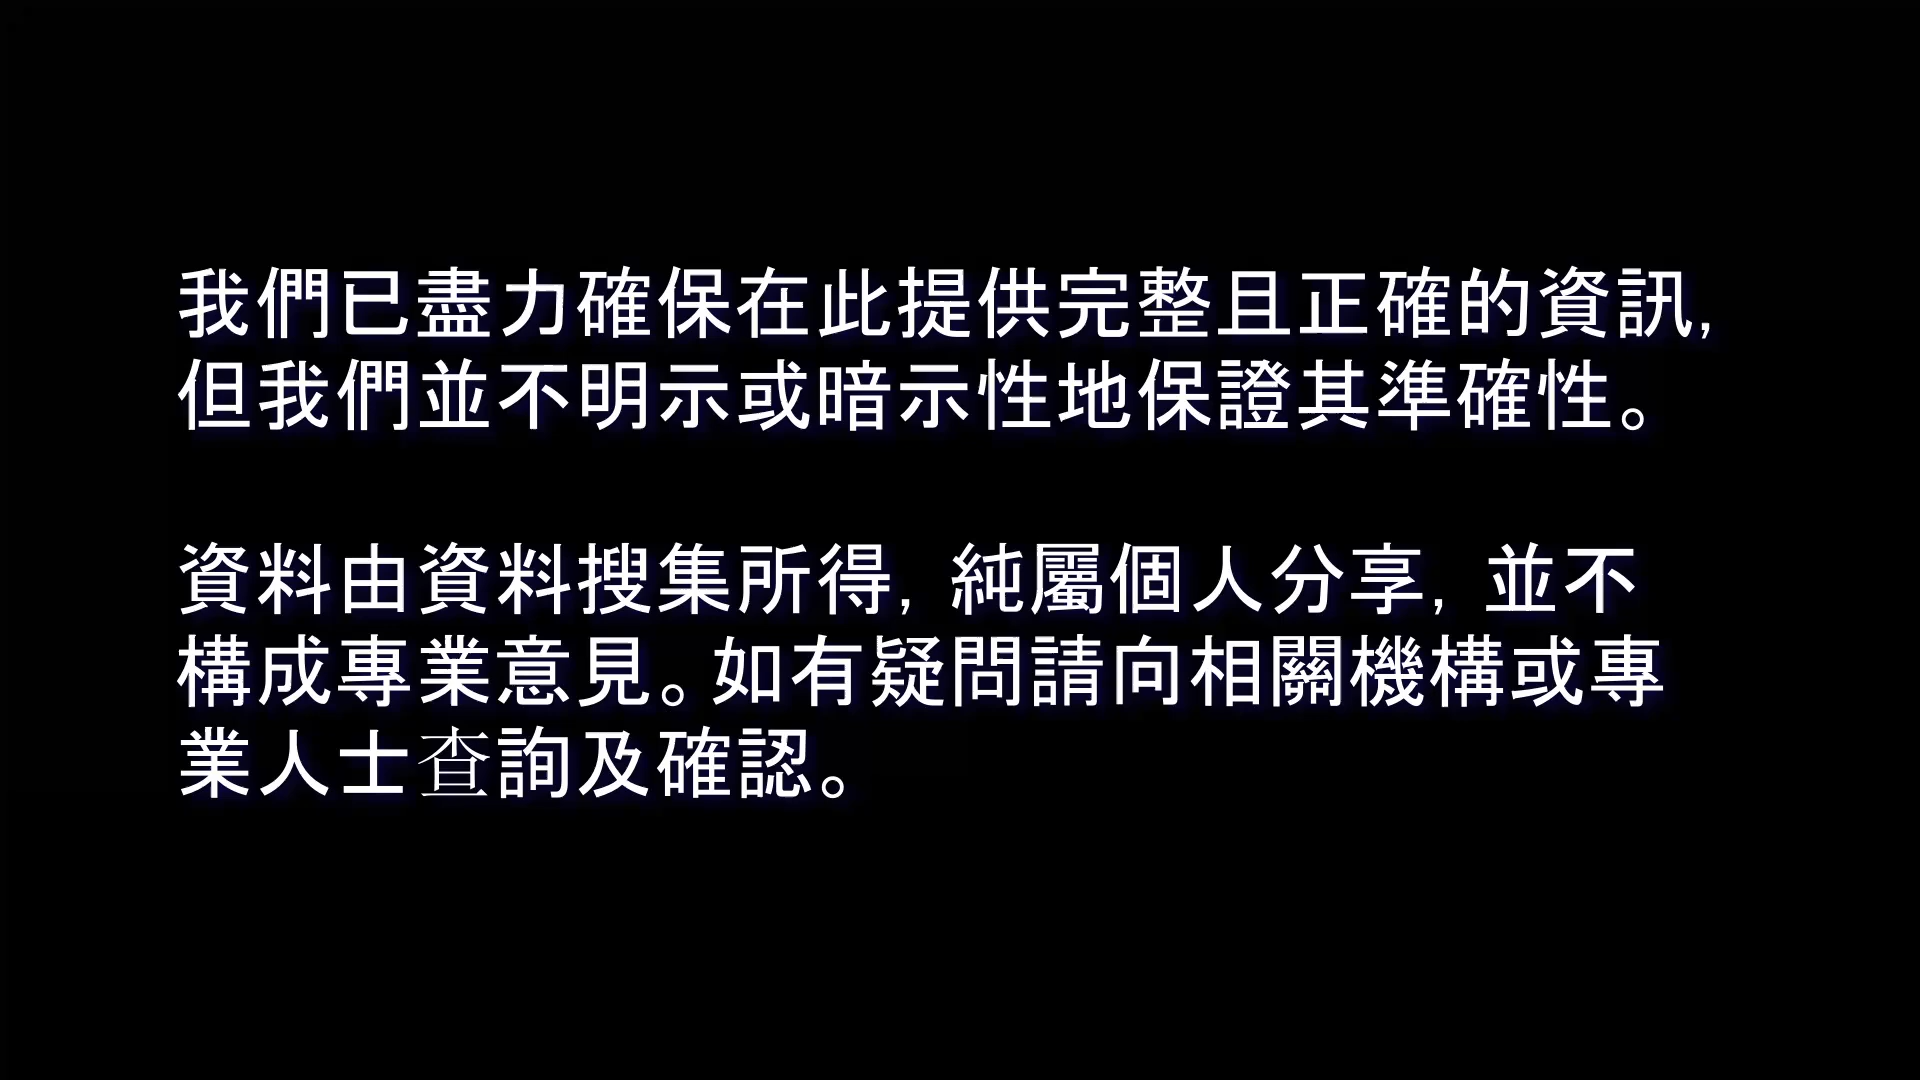 我們已盡力確保在此提供完整且正確的資訊,
但我們並不明示或暗示性地保證其準確性。
資料由資料搜集所得, 純屬個人分享, 並不
構成專業意見。如有疑問請向相關機構或專
業人士查詢及確認。